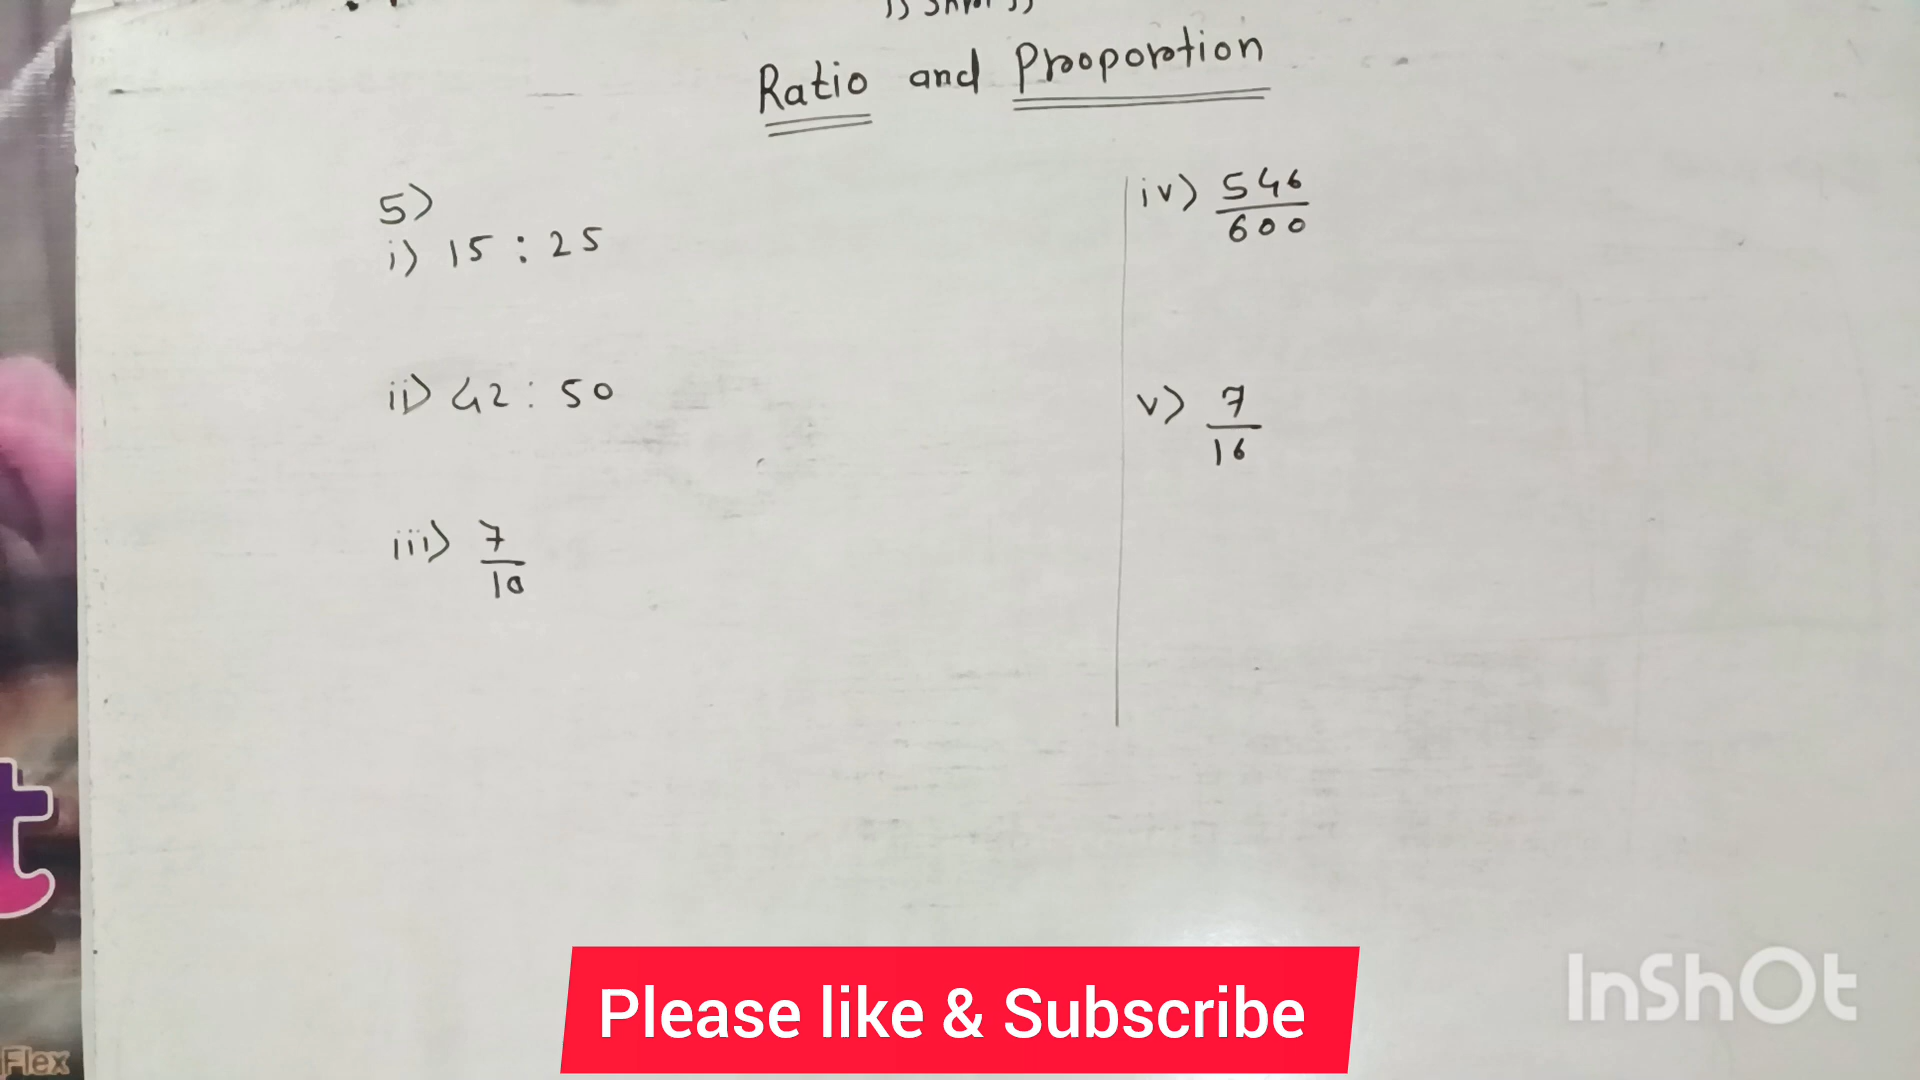 Ratio and Proporotion
5)
i) 15 : 25
ii) 42 : 50
iii) 7
10
iv) 546
600
v) 7
16
Please like & Subscribe
InShOt
t
Flex